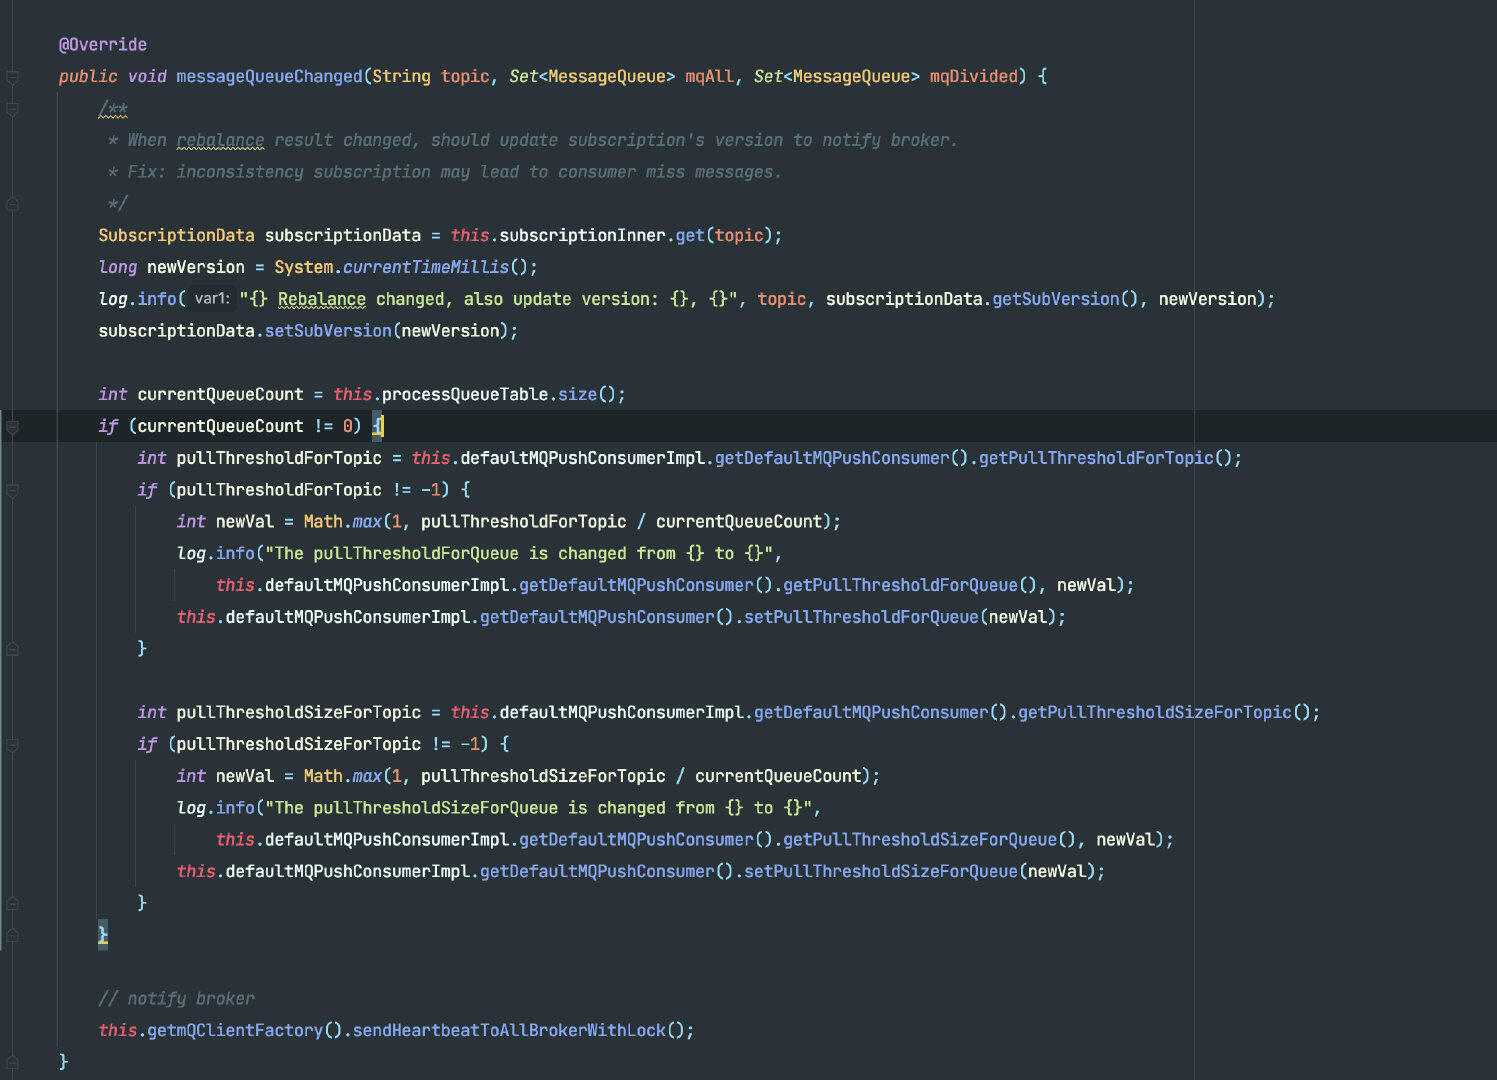 @Override
public void messageQueueChanged(String topic, Set<MessageQueue> mqAll, Set<MessageQueue> mqDivided) {
    /**
     * When rebalance result changed, should update subscription's version to notify broker.
     * Fix: inconsistency subscription may lead to consumer miss messages.
     */
    SubscriptionData subscriptionData = this.subscriptionInner.get(topic);
    long newVersion = System.currentTimeMillis();
    log.info( var1: "{} Rebalance changed, also update version: {}, {}", topic, subscriptionData.getSubVersion(), newVersion);
    subscriptionData.setSubVersion(newVersion);

    int currentQueueCount = this.processQueueTable.size();
    if (currentQueueCount != 0) {
        int pullThresholdForTopic = this.defaultMQPushConsumerImpl.getDefaultMQPushConsumer().getPullThresholdForTopic();
        if (pullThresholdForTopic != -1) {
            int newVal = Math.max(1, pullThresholdForTopic / currentQueueCount);
            log.info("The pullThresholdForQueue is changed from {} to {}",
                this.defaultMQPushConsumerImpl.getDefaultMQPushConsumer().getPullThresholdForQueue(), newVal);
            this.defaultMQPushConsumerImpl.getDefaultMQPushConsumer().setPullThresholdForQueue(newVal);
        }

        int pullThresholdSizeForTopic = this.defaultMQPushConsumerImpl.getDefaultMQPushConsumer().getPullThresholdSizeForTopic();
        if (pullThresholdSizeForTopic != -1) {
            int newVal = Math.max(1, pullThresholdSizeForTopic / currentQueueCount);
            log.info("The pullThresholdSizeForQueue is changed from {} to {}",
                this.defaultMQPushConsumerImpl.getDefaultMQPushConsumer().getPullThresholdSizeForQueue(), newVal);
            this.defaultMQPushConsumerImpl.getDefaultMQPushConsumer().setPullThresholdSizeForQueue(newVal);
        }
    }

    // notify broker
    this.getmQClientFactory().sendHeartbeatToAllBrokerWithLock();
}